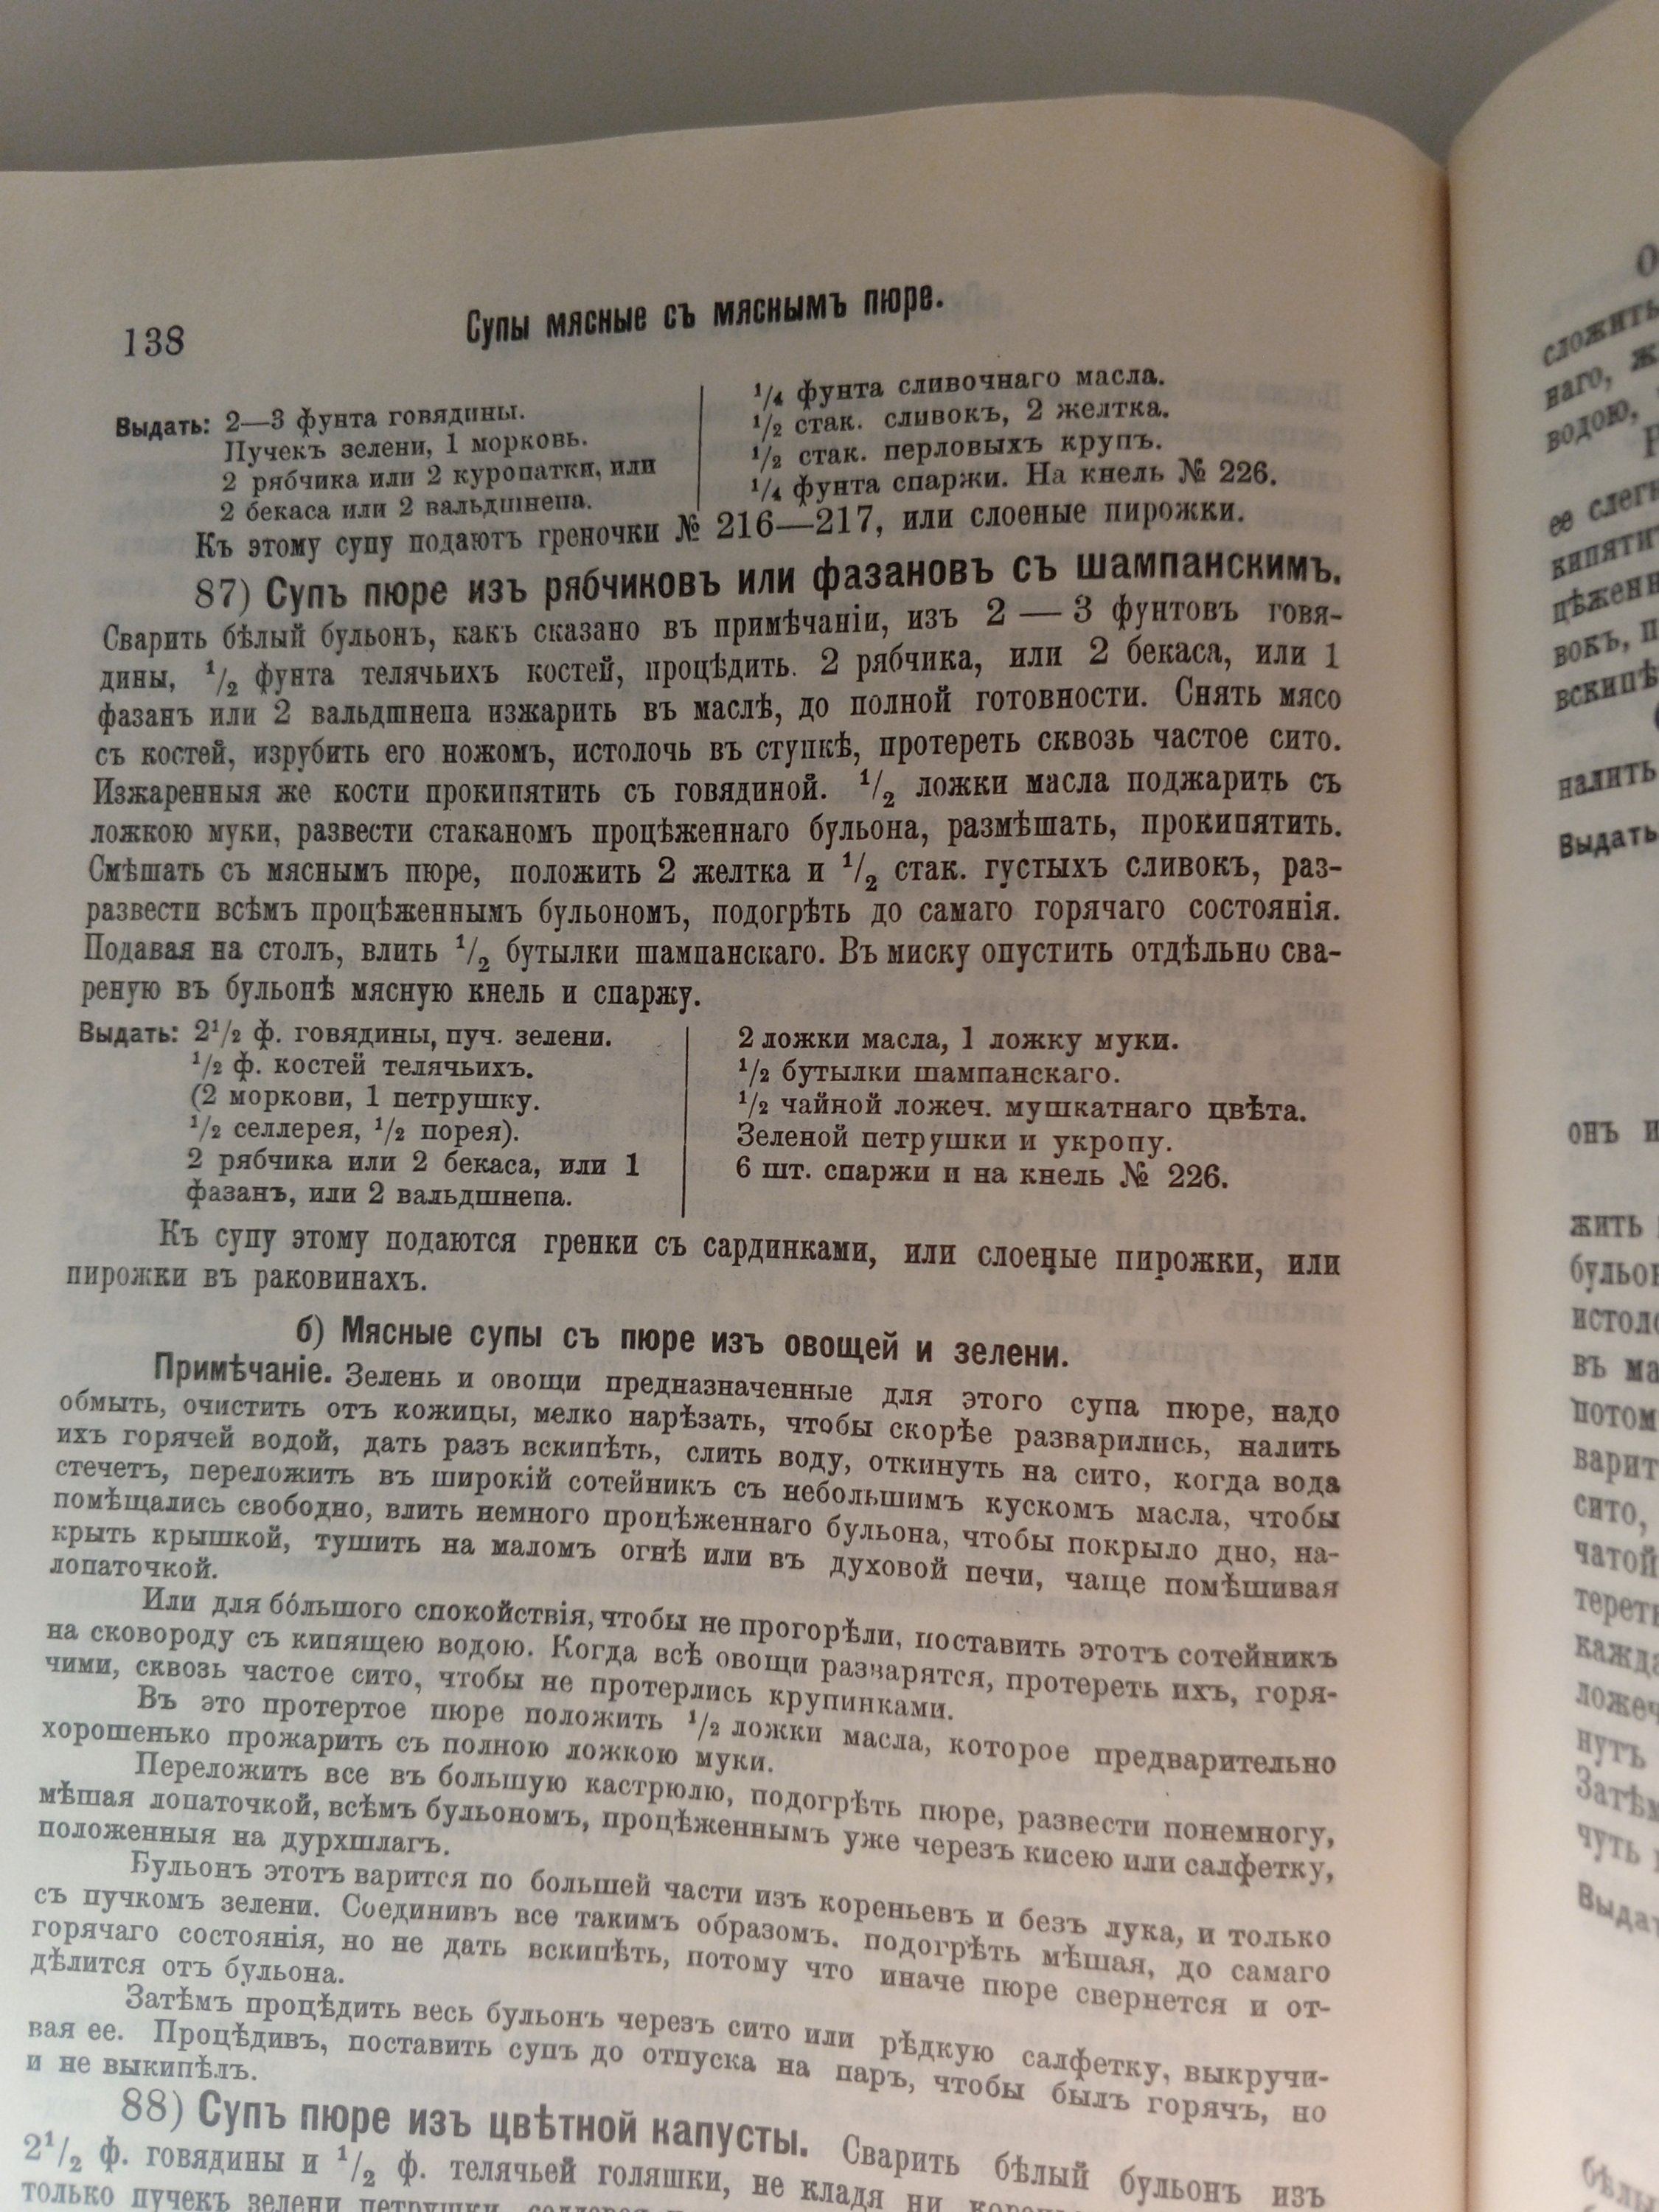 138
Супы мясные съ мяснымъ пюре.
Выдать: 2—3 фунта говядины.
Пучекъ зелени, 1 морковь.
2 рябчика или 2 куропатки, или
2 бекаса или 2 вальдшнепа.
1/4 фунта сливочнаго масла.
1/2 стак. сливокъ, 2 желтка.
1/2 стак. перловыхъ крупъ.
1/4 фунта спаржи. На кнель № 226.
Къ этому супу подаютъ греночки № 216—217, или слоеные пирожки.
87) Супъ пюре изъ рябчиковъ или фазановъ съ шампанскимъ.
Сварить бѣлый бульонъ, какъ сказано въ примѣчаніи, изъ 2 — 3 фунтовъ говя-
дины, 1/2 фунта телячьихъ костей, процѣдить. 2 рябчика, или 2 бекаса, или 1
фазанъ или 2 вальдшнепа изжарить въ маслѣ, до полной готовности. Снять мясо
съ костей, изрубить его ножомъ, истолочь въ ступкѣ, протереть сквозь частое сито.
Изжаренныя же кости прокипятить съ говядиной. 1/2 ложки масла поджарить съ
ложкою муки, развести стаканомъ процѣженнаго бульона, размѣшать, прокипятить.
Смѣшать съ мяснымъ пюре, положить 2 желтка и 1/2 стак. густыхъ сливокъ, раз-
развести всѣмъ процѣженнымъ бульономъ, подогрѣть до самаго горячаго состоянія.
Подавая на столъ, влить 1/2 бутылки шампанскаго. Въ миску опустить отдѣльно сва-
реную въ бульонѣ мясную кнель и спаржу.
Выдать: 2 1/2 ф. говядины, пуч. зелени.
1/2 ф. костей телячьихъ.
(2 моркови, 1 петрушку.
1/2 селлерея, 1/2 порея).
2 рябчика или 2 бекаса, или 1
фазанъ, или 2 вальдшнепа.
2 ложки масла, 1 ложку муки.
1/2 бутылки шампанскаго.
1/2 чайной ложеч. мушкатнаго цвѣта.
Зеленой петрушки и укропу.
6 шт. спаржи и на кнель № 226.
Къ супу этому подаются гренки съ сардинками, или слоеные пирожки, или
пирожки въ раковинахъ.
б) Мясные супы съ пюре изъ овощей и зелени.
Примѣчаніе. Зелень и овощи предназначенные для этого супа пюре, надо
обмыть, очистить отъ кожицы, мелко нарѣзать, чтобы скорѣе разварились, налить
ихъ горячей водой, дать разъ вскипѣть, слить воду, откинуть на сито, когда вода
стечетъ, переложить въ широкій сотейникъ съ небольшимъ кускомъ масла, чтобы
помѣщались свободно, влить немного процѣженнаго бульона, чтобы покрыло дно, на-
крыть крышкой, тушить на маломъ огнѣ или въ духовой печи, чаще помѣшивая
лопаточкой.
Или для бо́льшого спокойствія, чтобы не прогорѣли, поставить этотъ сотейникъ
на сковороду съ кипящею водою. Когда всѣ овощи разварятся, протереть ихъ, горя-
чими, сквозь частое сито, чтобы не протерлись крупинками.
Въ это протертое пюре положить 1/2 ложки масла, которое предварительно
хорошенько прожарить съ полною ложкою муки.
Переложить все въ большую кастрюлю, подогрѣть пюре, развести понемногу,
мѣшая лопаточкой, всѣмъ бульономъ, процѣженнымъ уже черезъ кисею или салфетку,
положенныя на дурхшлагъ.
Бульонъ этотъ варится по большей части изъ кореньевъ и безъ лука, и только
съ пучкомъ зелени. Соединивъ все такимъ образомъ. подогрѣть мѣшая, до самаго
горячаго состоянія, но не дать вскипѣть, потому что иначе пюре свернется и от-
дѣлится отъ бульона.
Затѣмъ процѣдить весь бульонъ черезъ сито или рѣдкую салфетку, выкручи-
вая ее. Процѣдивъ, поставить супъ до отпуска на паръ, чтобы былъ горячъ, но
и не выкипѣлъ.
88) Супъ пюре изъ цвѣтной капусты. Сварить бѣлый бульонъ изъ
2 1/2 ф. говядины и 1/2 ф. телячьей голяшки, не кладя ни
только пучекъ зелени петрушки
сложить
наго,
водою,
ее
налить
Выдать
онъ
жить
въ
сито,
чуть